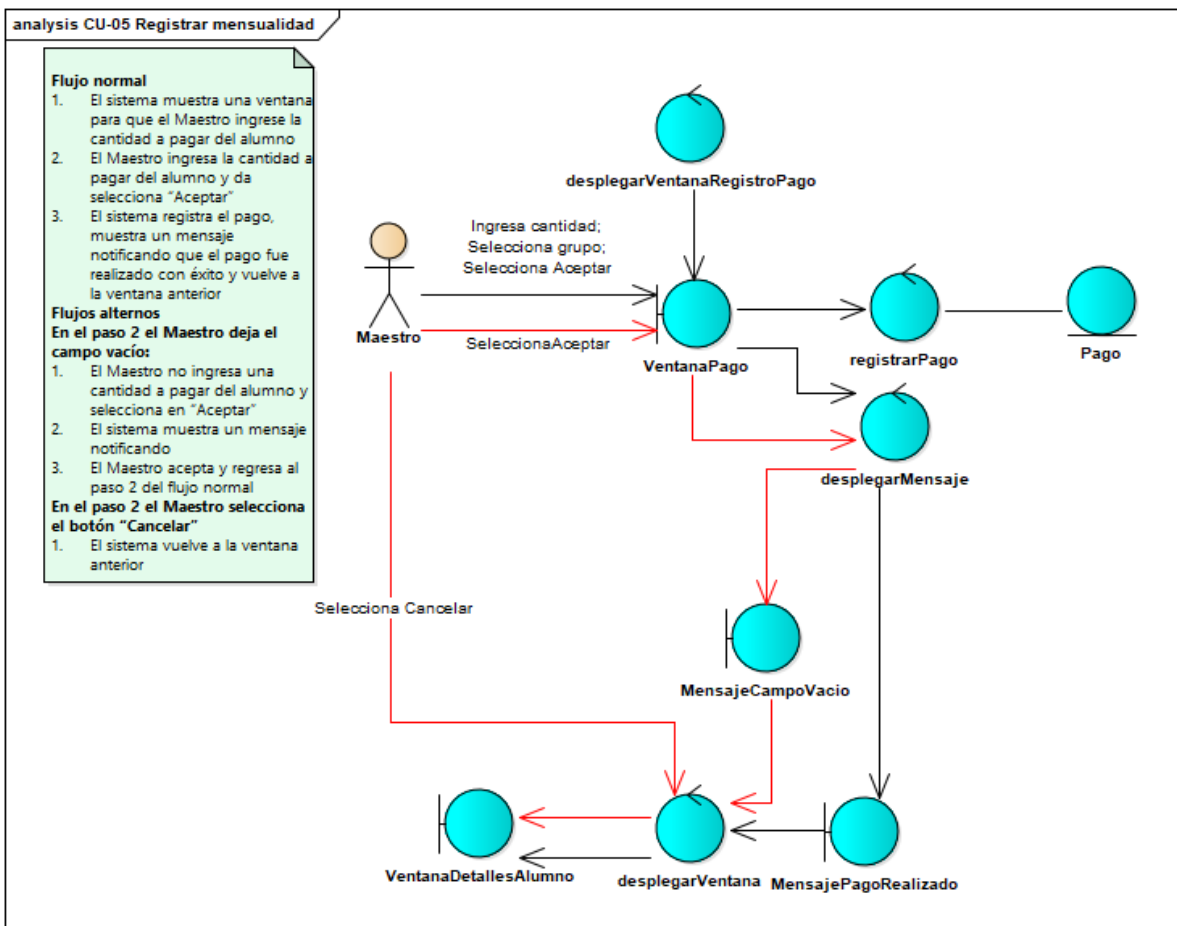 analysis CU-05 Registrar mensualidad
Flujo normal
1. El sistema muestra una ventana
para que el Maestro ingrese la
cantidad a pagar del alumno
2. El Maestro ingresa la cantidad a
pagar del alumno y da
selecciona “Aceptar”
3. El sistema registra el pago,
muestra un mensaje
notificando que el pago fue
realizado con éxito y vuelve a
la ventana anterior
Flujos alternos
En el paso 2 el Maestro deja el
campo vacío:
1. El Maestro no ingresa una
cantidad a pagar del alumno y
selecciona en “Aceptar”
2. El sistema muestra un mensaje
notificando
3. El Maestro acepta y regresa al
paso 2 del flujo normal
En el paso 2 el Maestro selecciona
el botón “Cancelar”
1. El sistema vuelve a la ventana
anterior
desplegarVentanaRegistroPago
Ingresa cantidad;
Selecciona grupo;
Selecciona Aceptar
Maestro
SeleccionaAceptar
VentanaPago
registrarPago
Pago
desplegarMensaje
Selecciona Cancelar
MensajeCampoVacio
VentanaDetallesAlumno
desplegarVentana
MensajePagoRealizado